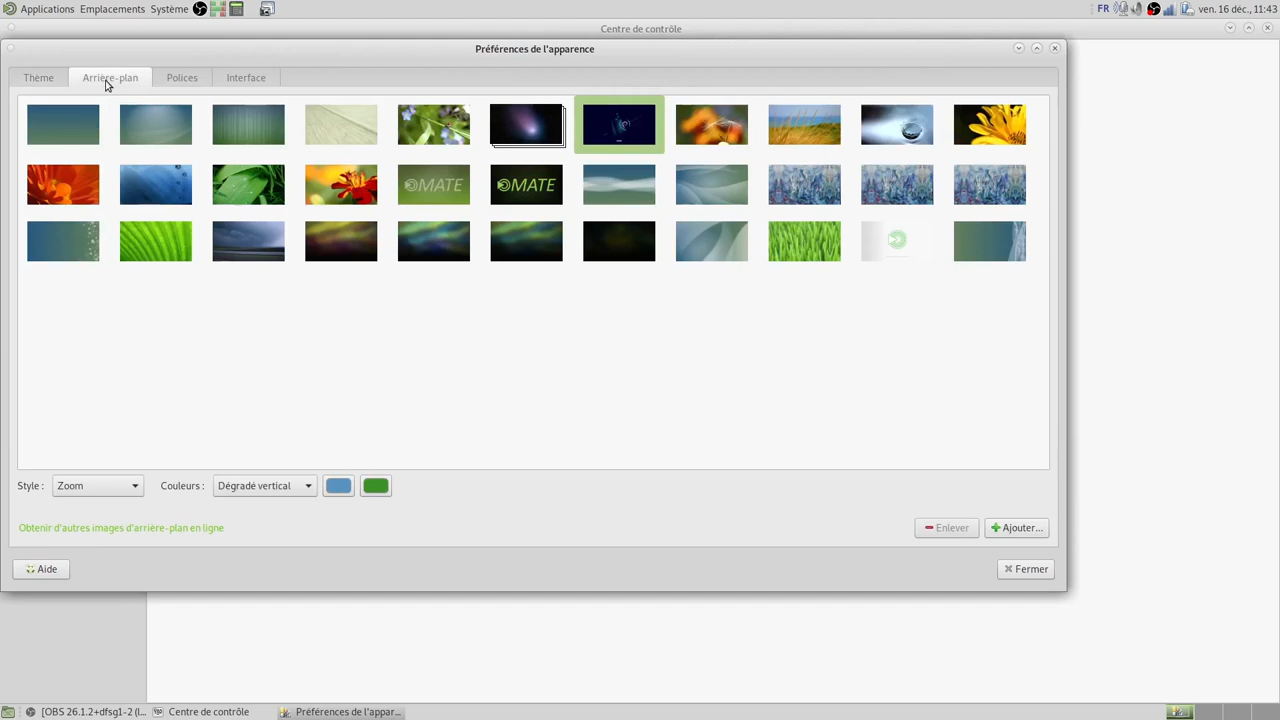 Applications Emplacements Système FR ven. 16 déc., 11:43
Centre de contrôle
Préférences de l'apparence
Thème Arrière-plan Polices Interface
MATE MATE
Style : Zoom Couleurs : Dégradé vertical
Obtenir d'autres images d'arrière-plan en ligne Enlever Ajouter...
Aide Fermer
[OBS 26.1.2+dfsg1-2 (l... Centre de contrôle Préférences de l'appar...